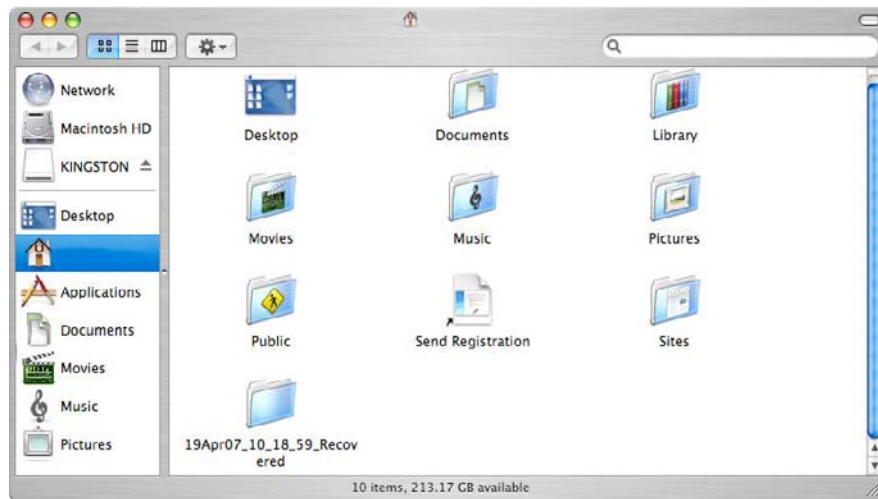 Network
Macintosh HD
KINGSTON
Desktop
Applications
Documents
Movies
Music
Pictures
Desktop Documents Library
Movies Music Pictures
Public Send Registration Sites
19Apr07_10_18_59_Recov
ered
10 items, 213.17 GB available